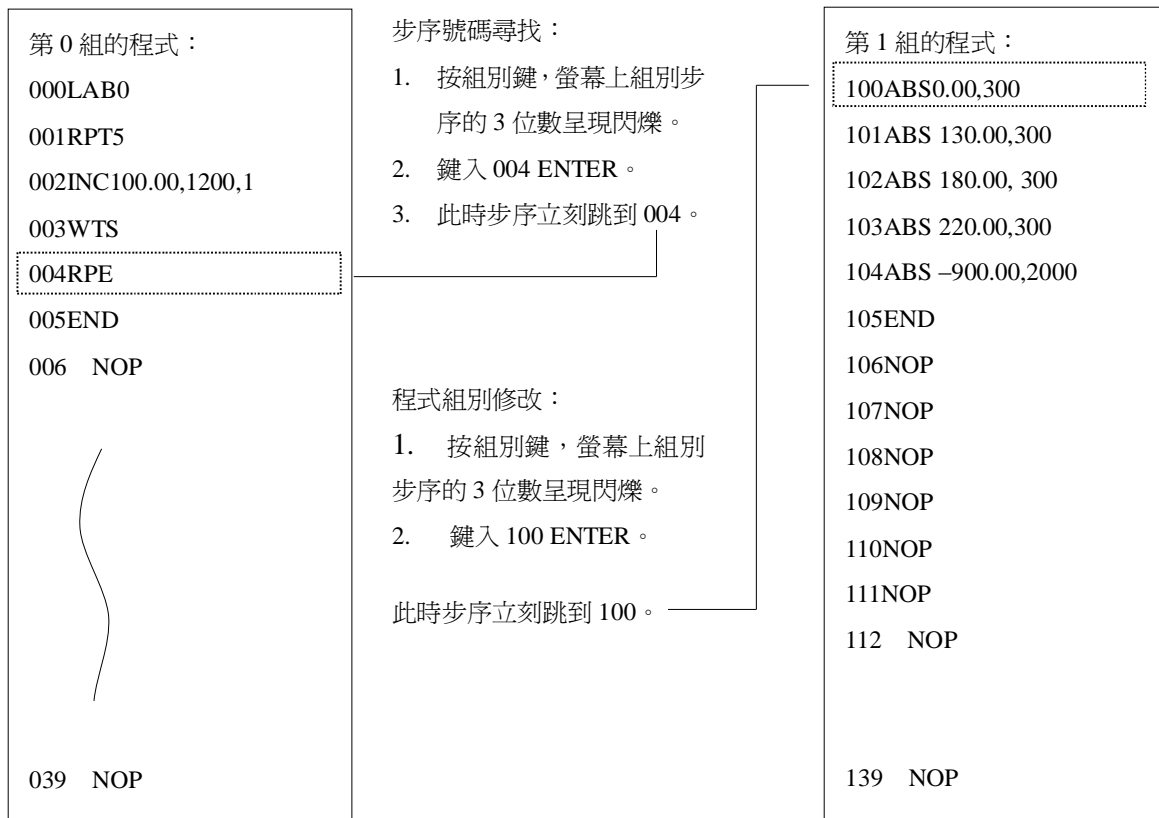 第 0 組的程式：
000LAB0
001RPT5
002INC100.00,1200,1
003WTS
004RPE
005END
006 NOP
039 NOP
步序號碼尋找：
1. 按組別鍵，螢幕上組別步
序的 3 位數呈現閃爍。
2. 鍵入 004 ENTER。
3. 此時步序立刻跳到 004。
程式組別修改：
1. 按組別鍵，螢幕上組別
步序的 3 位數呈現閃爍。
2. 鍵入 100 ENTER。
此時步序立刻跳到 100。
第 1 組的程式：
100ABS0.00,300
101ABS 130.00,300
102ABS 180.00, 300
103ABS 220.00,300
104ABS –900.00,2000
105END
106NOP
107NOP
108NOP
109NOP
110NOP
111NOP
112 NOP
139 NOP